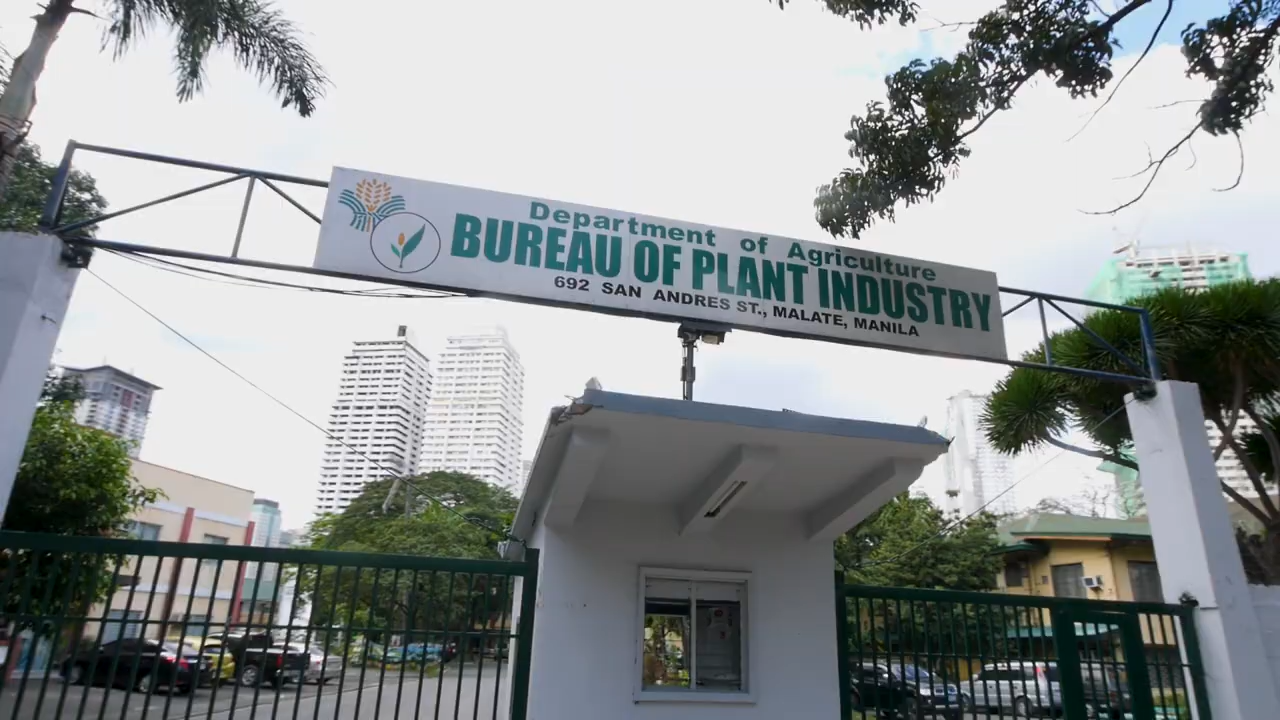 Department of Agriculture
BUREAU OF PLANT INDUSTRY
692 SAN ANDRES ST., MALATE, MANILA